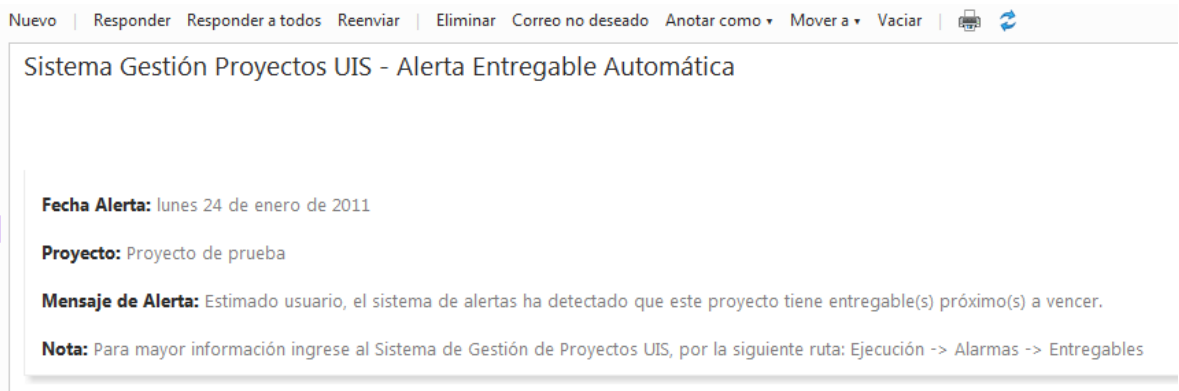 Nuevo | Responder Responder a todos Reenviar | Eliminar Correo no deseado Anotar como ▾ Mover a ▾ Vaciar |
Sistema Gestión Proyectos UIS - Alerta Entregable Automática
Fecha Alerta: lunes 24 de enero de 2011
Proyecto: Proyecto de prueba
Mensaje de Alerta: Estimado usuario, el sistema de alertas ha detectado que este proyecto tiene entregable(s) próximo(s) a vencer.
Nota: Para mayor información ingrese al Sistema de Gestión de Proyectos UIS, por la siguiente ruta: Ejecución -> Alarmas -> Entregables